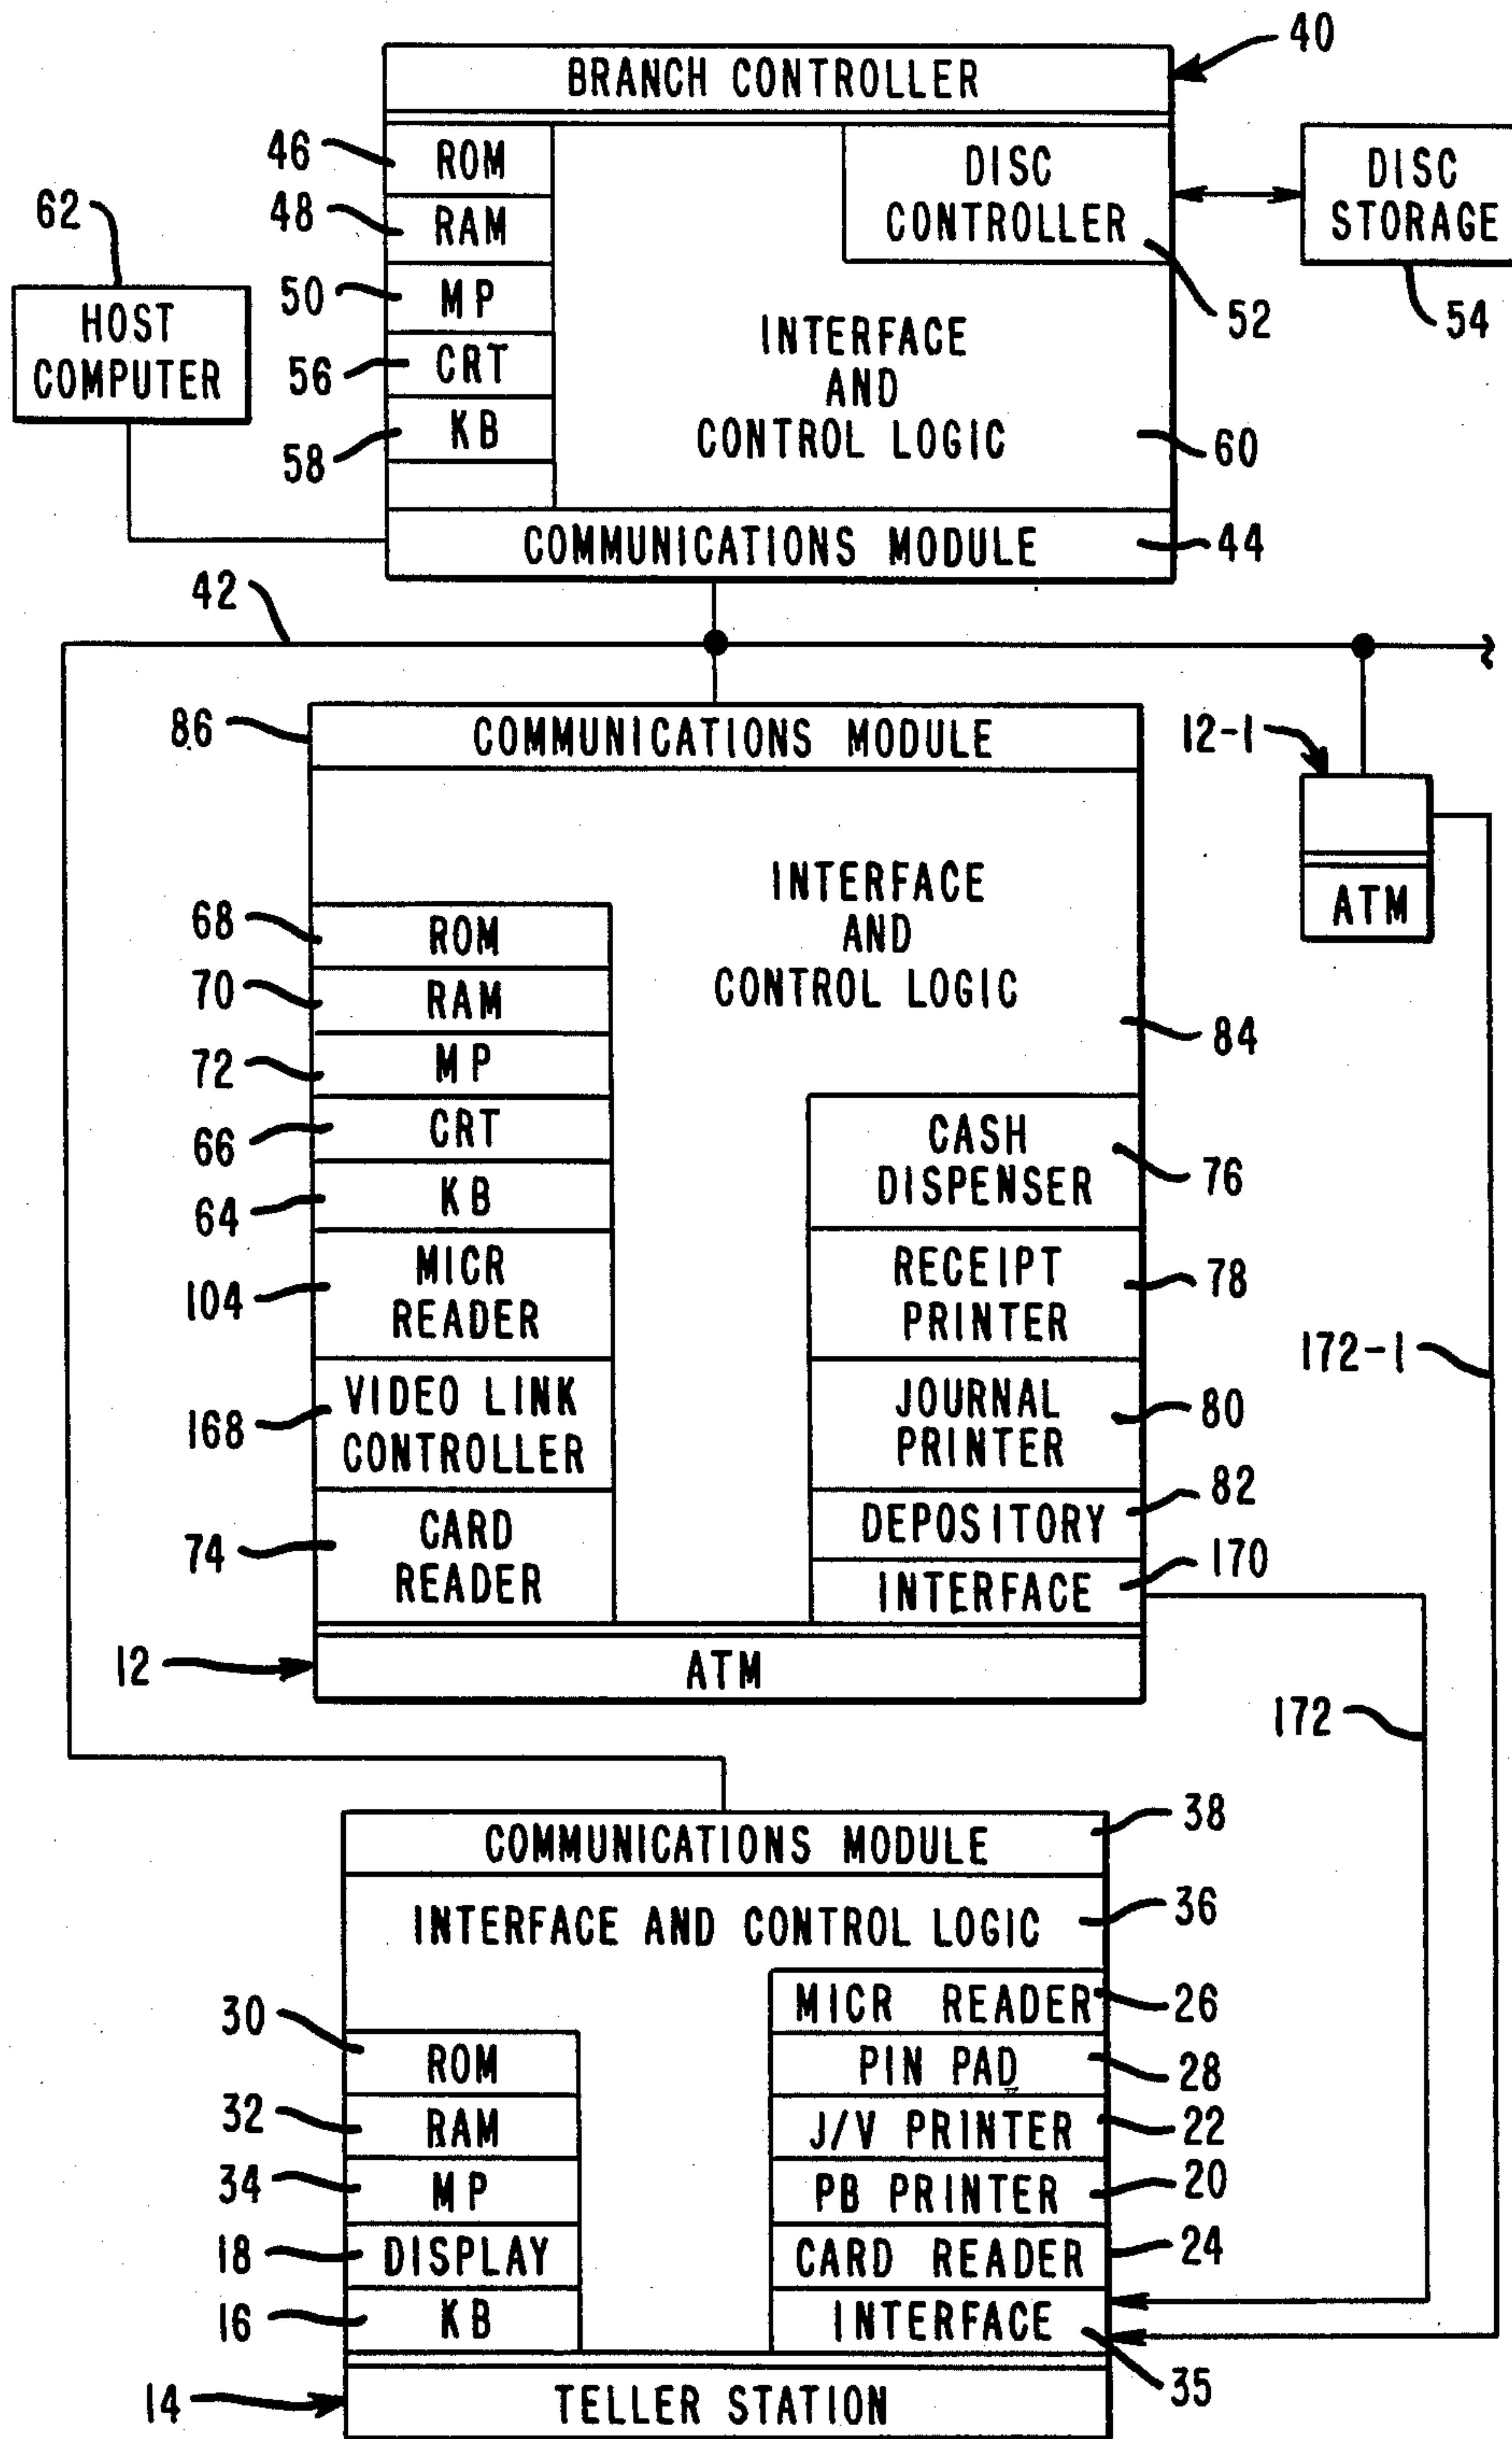 BRANCH CONTROLLER
40
46
ROM
DISC
CONTROLLER
DISC
STORAGE
62
48
RAM
50
MP
52
54
HOST
COMPUTER
INTERFACE
AND
CONTROL LOGIC
56
CRT
58
KB
60
COMMUNICATIONS MODULE
44
42
86
COMMUNICATIONS MODULE
12-1
ATM
INTERFACE
AND
CONTROL LOGIC
68
ROM
70
RAM
84
72
MP
66
CRT
CASH
DISPENSER
76
64
KB
104
MICR
READER
RECEIPT
PRINTER
78
172-1
168
VIDEO LINK
CONTROLLER
JOURNAL
PRINTER
80
82
DEPOSITORY
74
CARD
READER
170
INTERFACE
12
ATM
172
COMMUNICATIONS MODULE
38
INTERFACE AND CONTROL LOGIC
36
MICR READER
26
30
ROM
PIN PAD
28
32
RAM
J/V PRINTER
22
34
MP
PB PRINTER
20
18
DISPLAY
CARD READER
24
16
KB
INTERFACE
35
14
TELLER STATION